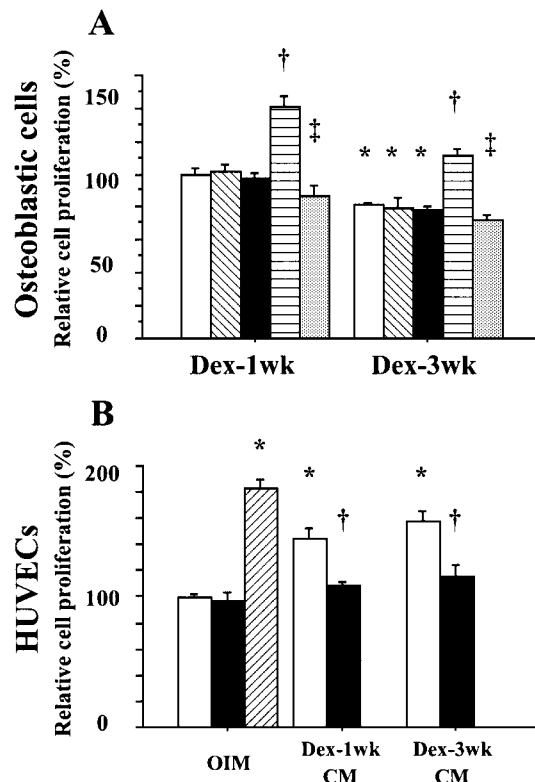 A
Osteoblastic cells
Relative cell proliferation (%)
150
100
50
0
†
‡
* * *
†
‡
Dex-1wk
Dex-3wk
B
HUVECs
Relative cell proliferation (%)
200
100
0
*
*
†
*
†
OIM
Dex-1wk
CM
Dex-3wk
CM